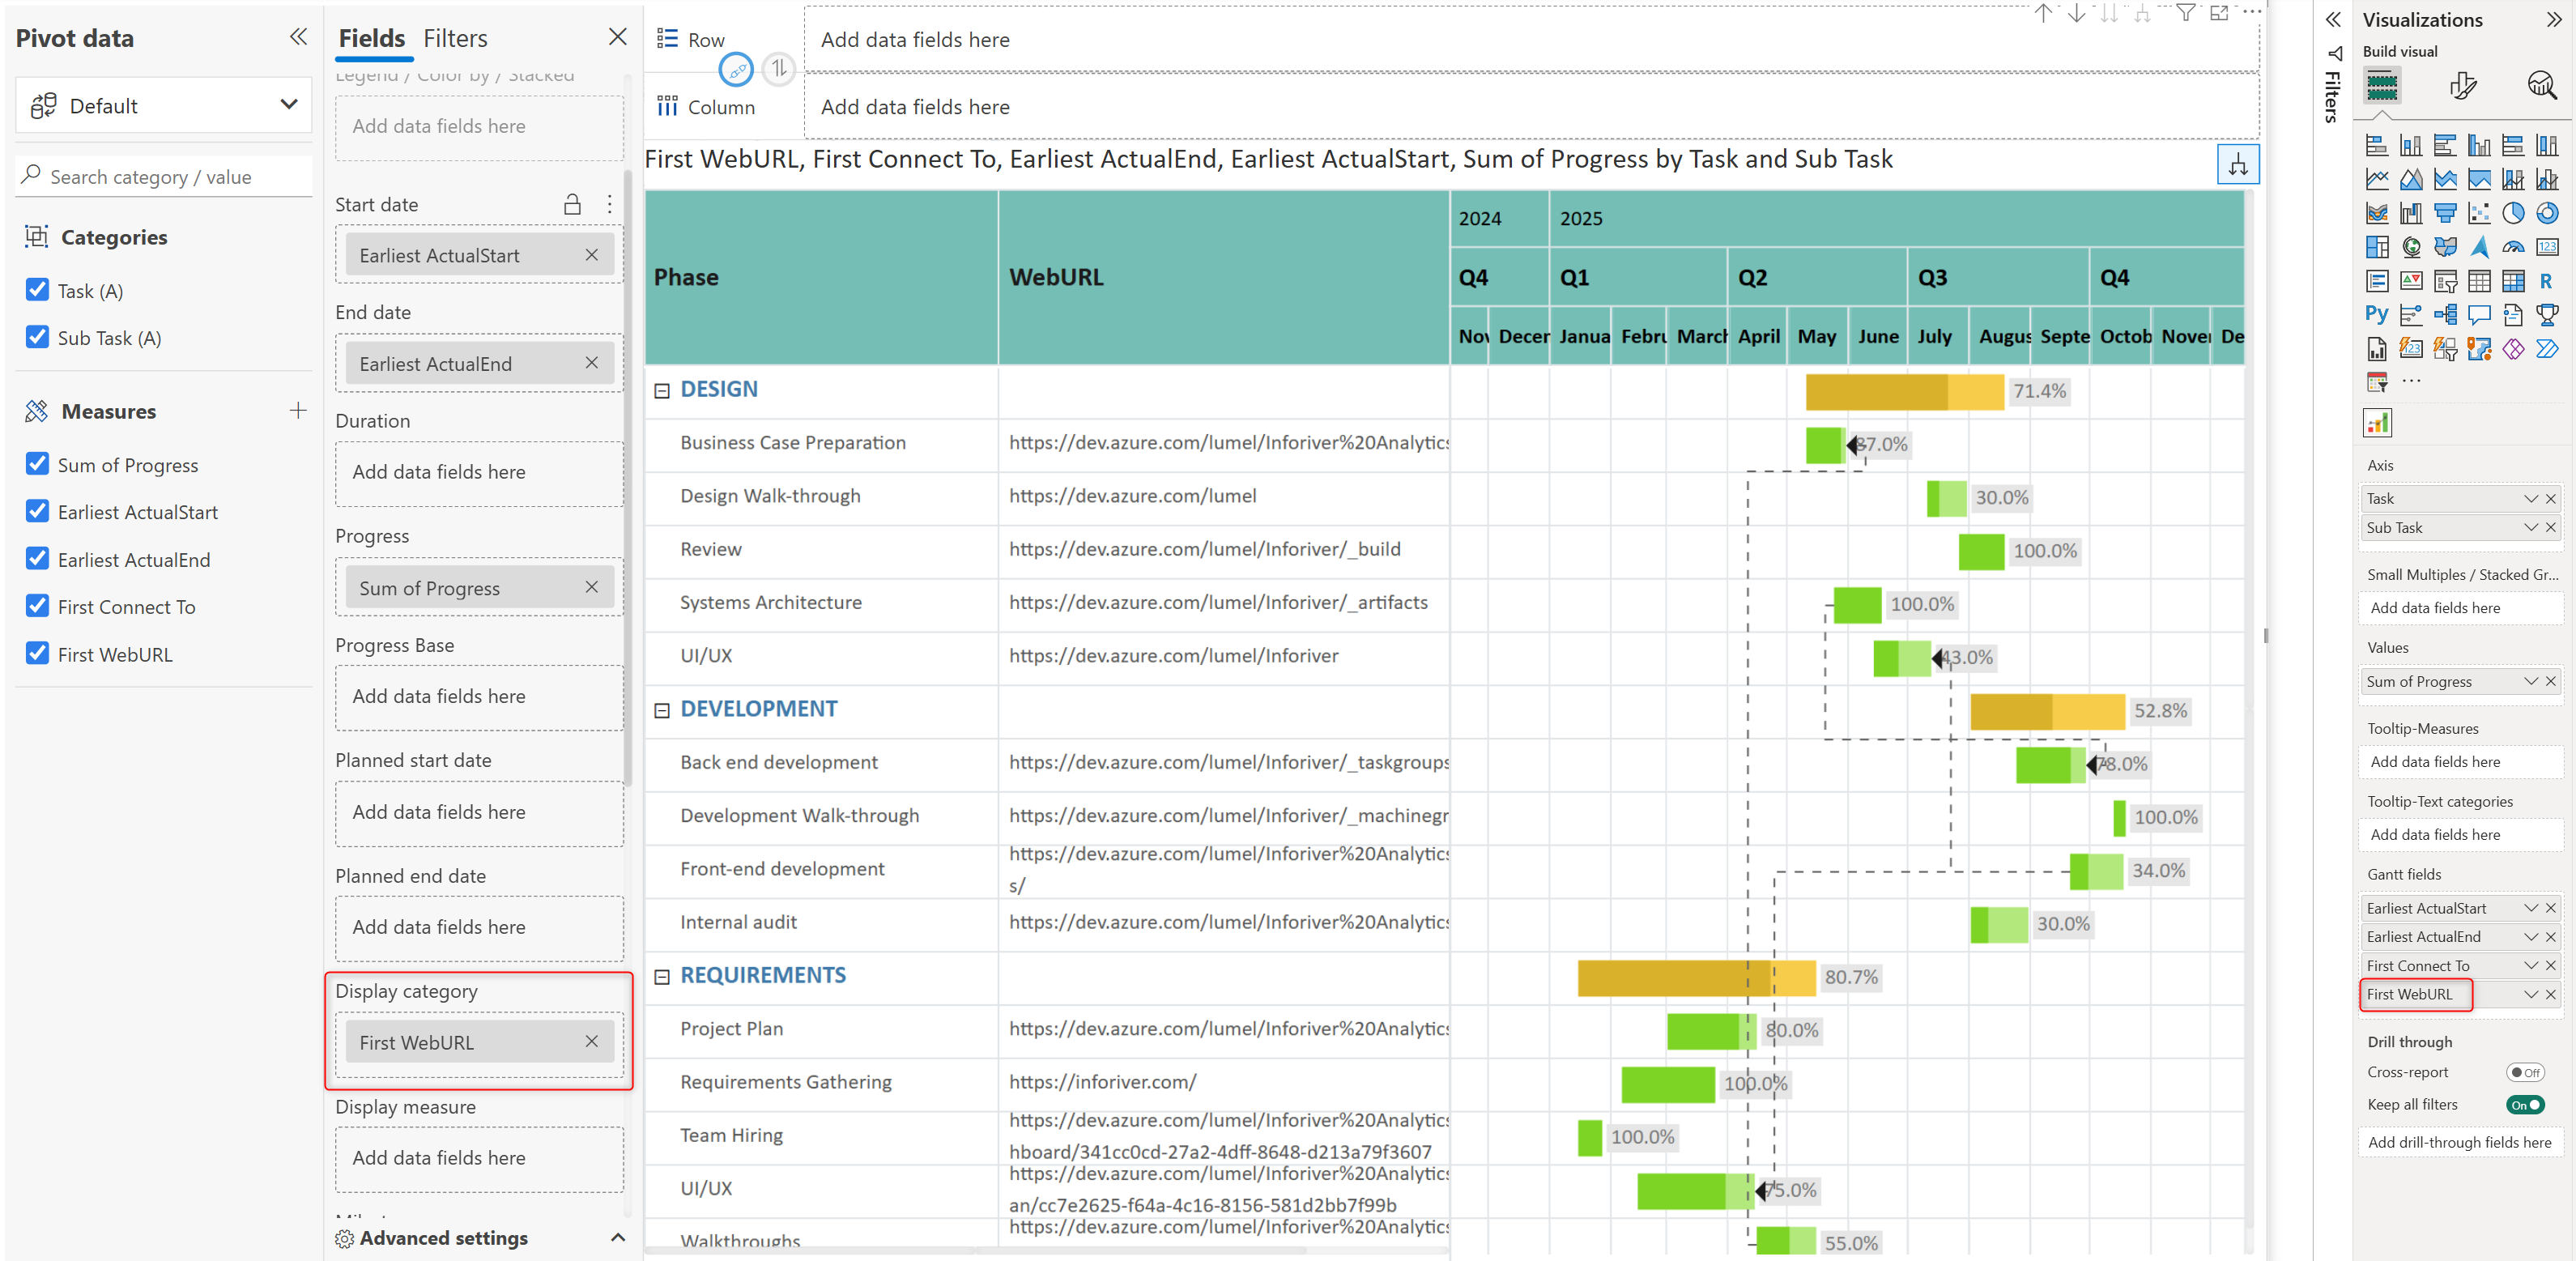 Pivot data
Default
Search category / value
Categories
Task (A)
Sub Task (A)
Measures
Sum of Progress
Earliest ActualStart
Earliest ActualEnd
First Connect To
First WebURL
Fields Filters
Legend / Color by / Stacked
Add data fields here
Start date
Earliest ActualStart
End date
Earliest ActualEnd
Duration
Add data fields here
Progress
Sum of Progress
Progress Base
Add data fields here
Planned start date
Add data fields here
Planned end date
Add data fields here
Display category
First WebURL
Display measure
Add data fields here
Advanced settings
Row Add data fields here
Column Add data fields here
First WebURL, First Connect To, Earliest ActualEnd, Earliest ActualStart, Sum of Progress by Task and Sub Task
2024 2025
Phase WebURL Q4 Q1 Q2 Q3 Q4
Nov Decer Janua Febru March April May June July Augus Septe Octob Novei De
DESIGN 71.4%
Business Case Preparation https://dev.azure.com/lumel/Inforiver%20Analytics 87.0%
Design Walk-through https://dev.azure.com/lumel 30.0%
Review https://dev.azure.com/lumel/Inforiver/_build 100.0%
Systems Architecture https://dev.azure.com/lumel/Inforiver/_artifacts 100.0%
UI/UX https://dev.azure.com/lumel/Inforiver 43.0%
DEVELOPMENT 52.8%
Back end development https://dev.azure.com/lumel/Inforiver/_taskgroups 78.0%
Development Walk-through https://dev.azure.com/lumel/Inforiver/_machinegr 100.0%
Front-end development https://dev.azure.com/lumel/Inforiver%20Analytics 34.0%
s/
Internal audit https://dev.azure.com/lumel/Inforiver%20Analytics 30.0%
REQUIREMENTS 80.7%
Project Plan https://dev.azure.com/lumel/Inforiver%20Analytics 80.0%
Requirements Gathering https://inforiver.com/ 100.0%
Team Hiring https://dev.azure.com/lumel/Inforiver%20Analytics 100.0%
hboard/341cc0cd-27a2-4dff-8648-d213a79f3607
UI/UX https://dev.azure.com/lumel/Inforiver%20Analytics 75.0%
an/cc7e2625-f64a-4c16-8156-581d2bb7f99b
Walkthroughs https://dev.azure.com/lumel/Inforiver%20Analytics 55.0%
Filters
Visualizations
Build visual
123
R
Py
123
Axis
Task
Sub Task
Small Multiples / Stacked Gr...
Add data fields here
Values
Sum of Progress
Tooltip-Measures
Add data fields here
Tooltip-Text categories
Add data fields here
Gantt fields
Earliest ActualStart
Earliest ActualEnd
First Connect To
First WebURL
Drill through
Cross-report Off
Keep all filters On
Add drill-through fields here